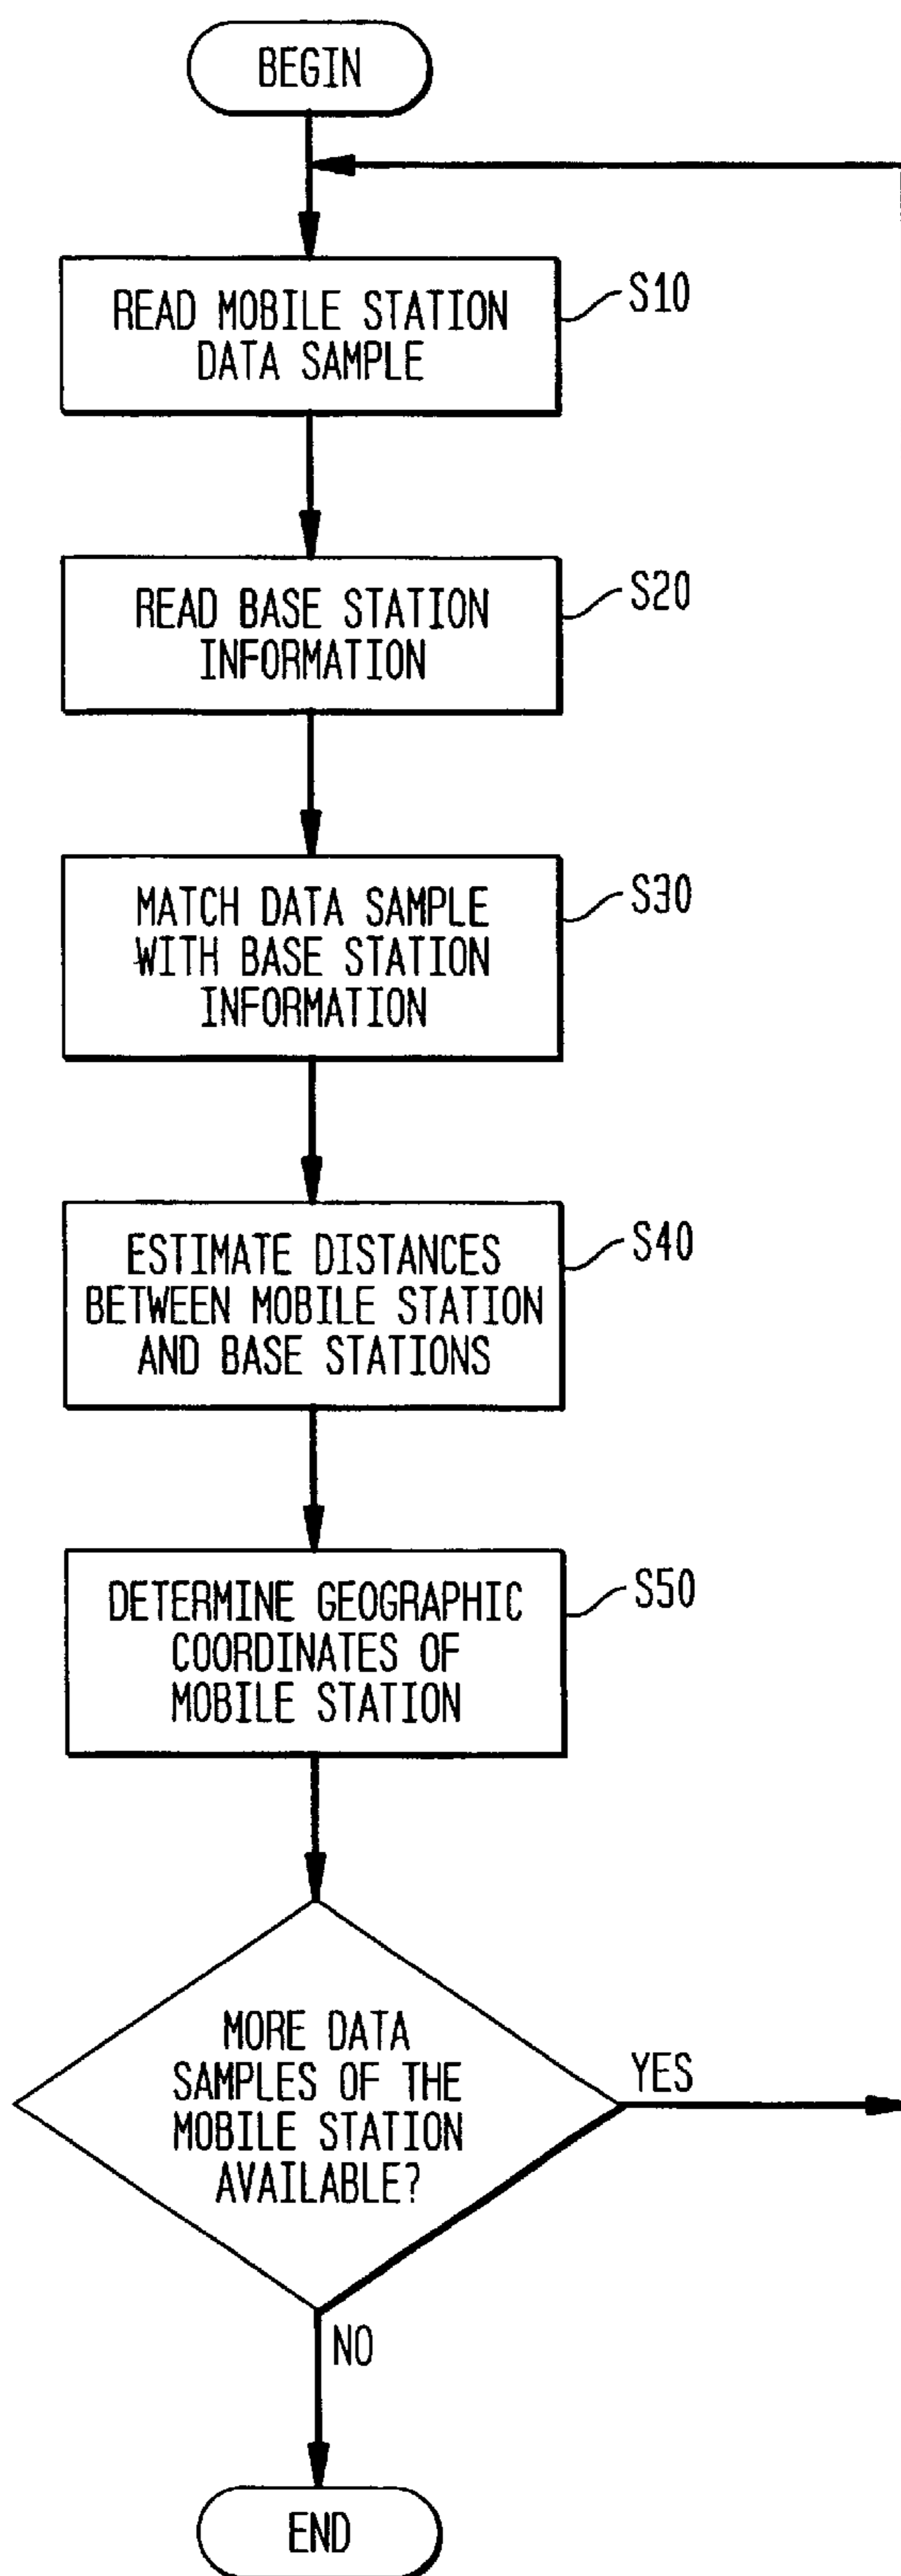 BEGIN
READ MOBILE STATION
DATA SAMPLE
S10
READ BASE STATION
INFORMATION
S20
MATCH DATA SAMPLE
WITH BASE STATION
INFORMATION
S30
ESTIMATE DISTANCES
BETWEEN MOBILE STATION
AND BASE STATIONS
S40
DETERMINE GEOGRAPHIC
COORDINATES OF
MOBILE STATION
S50
MORE DATA
SAMPLES OF THE
MOBILE STATION
AVAILABLE?
YES
NO
END